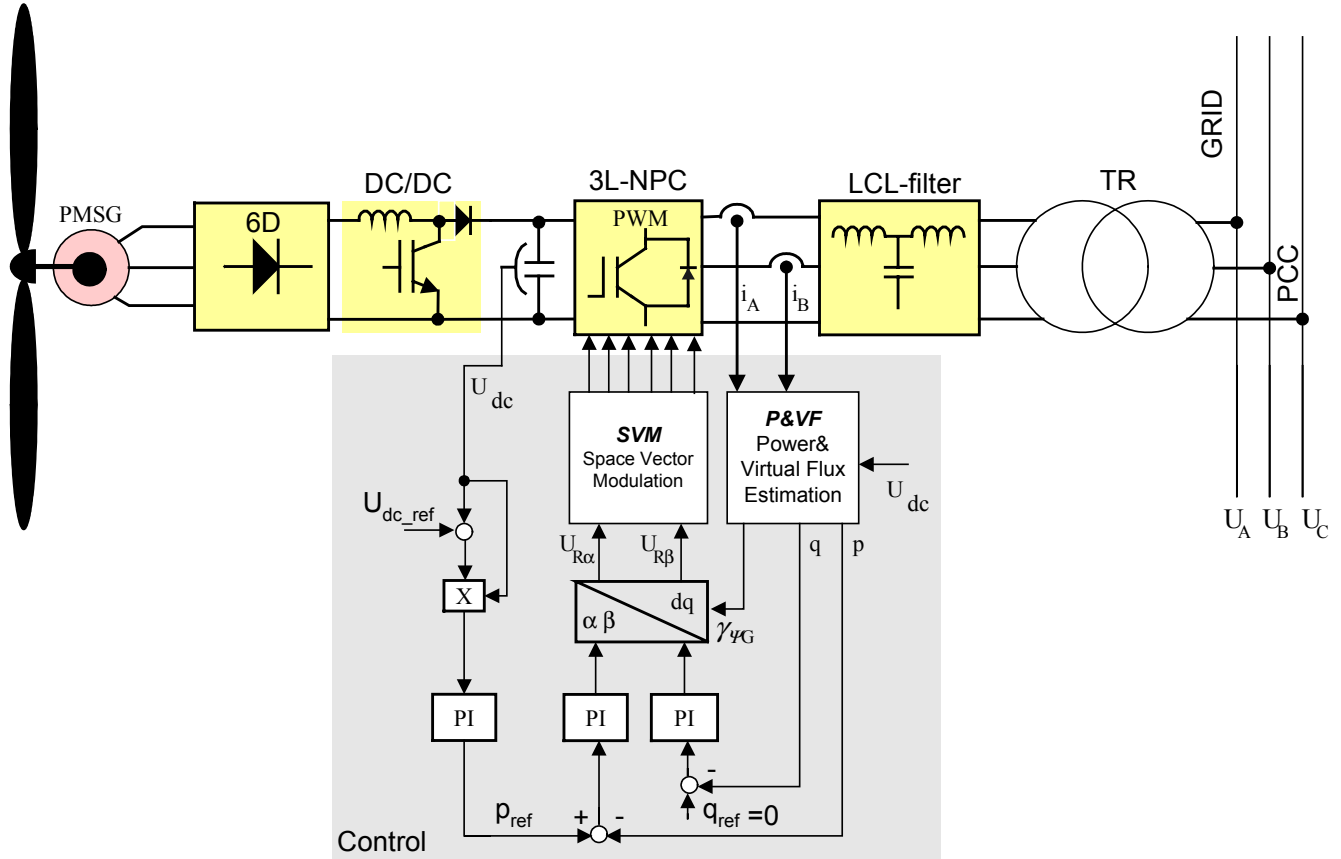 GRID
DC/DC
3L-NPC
LCL-filter
TR
PMSG
6D
PWM
PCC
i_A
i_B
U_dc
SVM
Space Vector
Modulation
P&VF
Power&
Virtual Flux
Estimation
U_dc
U_dc_ref
U_A
U_B
U_C
U_Rα
U_Rβ
q
p
X
dq
α β
γ_ΨG
PI
PI
PI
-
p_ref
+
-
q_ref =0
Control